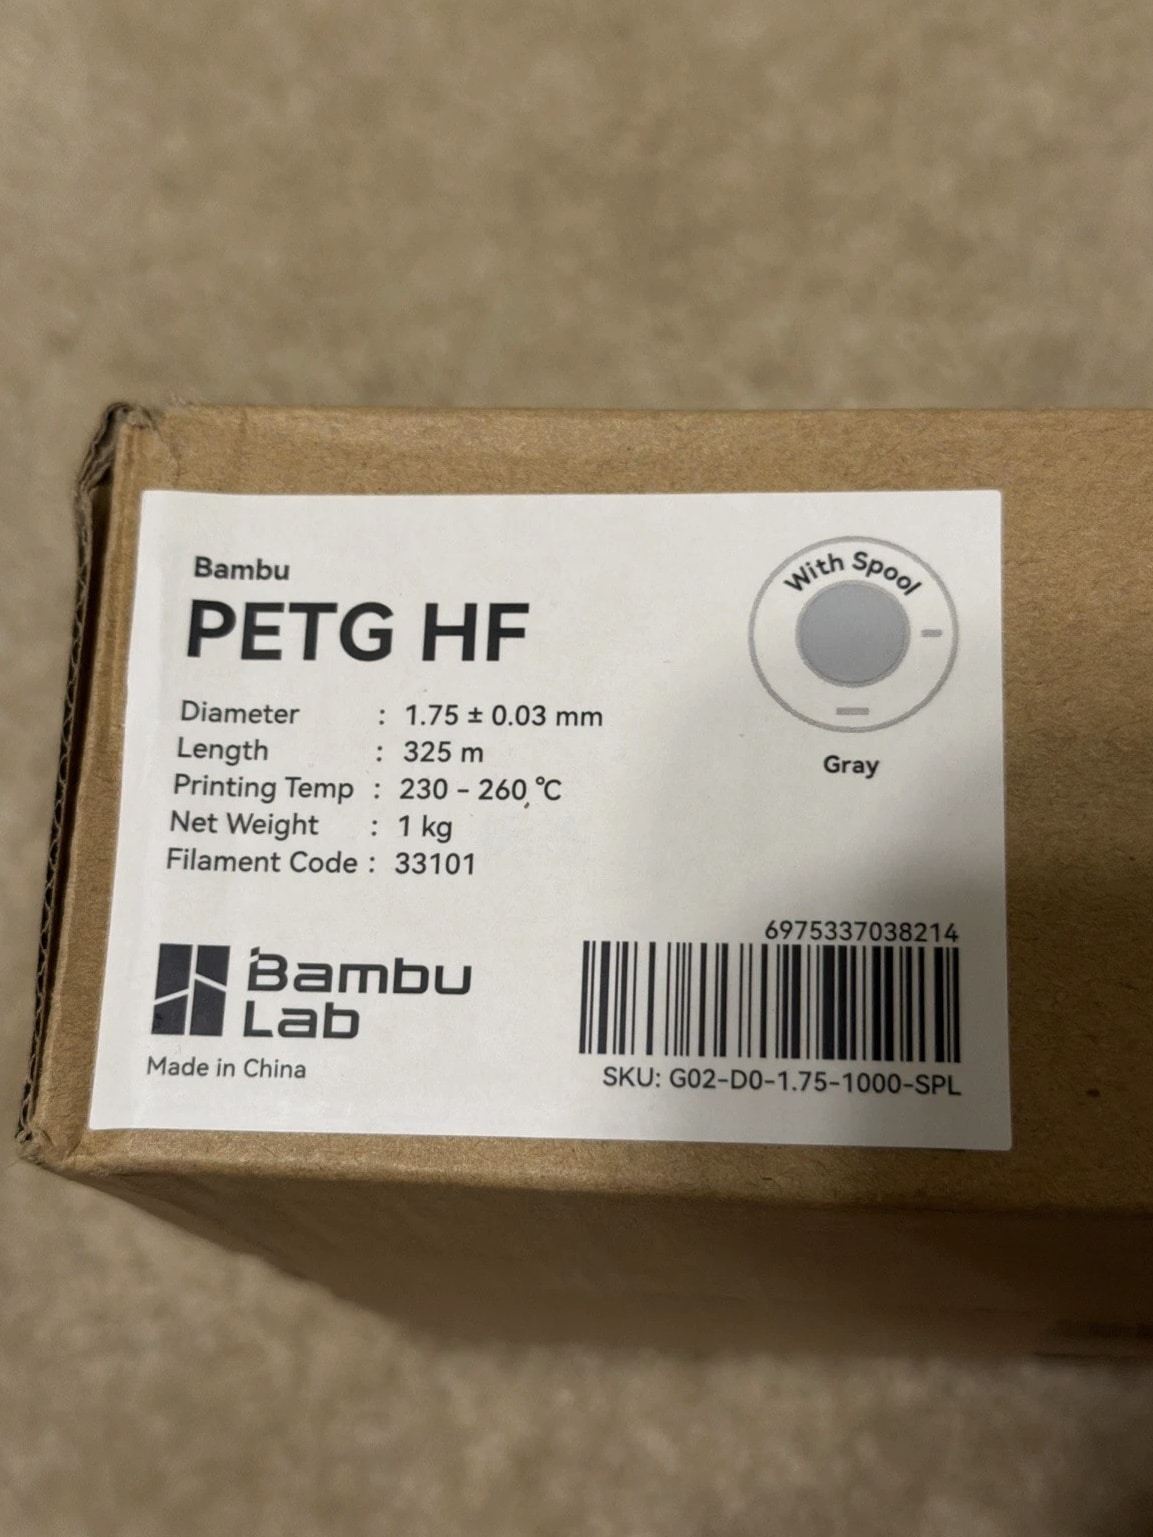 Bambu
PETG HF
With Spool
Gray
Diameter : 1.75 ± 0.03 mm
Length : 325 m
Printing Temp : 230 - 260 °C
Net Weight : 1 kg
Filament Code : 33101
Bambu
Lab
Made in China
6975337038214
SKU: G02-D0-1.75-1000-SPL